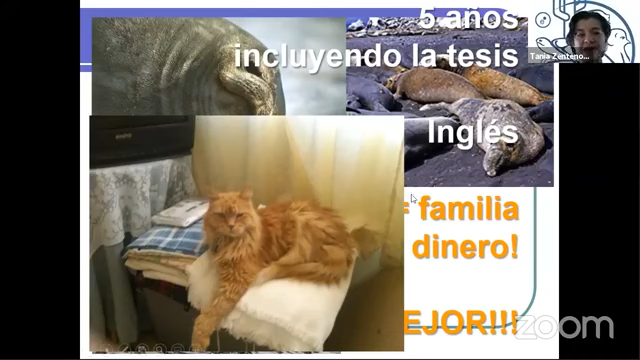 5 años
incluyendo la tesis
Tania Zenteno...
Inglés
= familia
dinero!
EJOR!!!
zoom